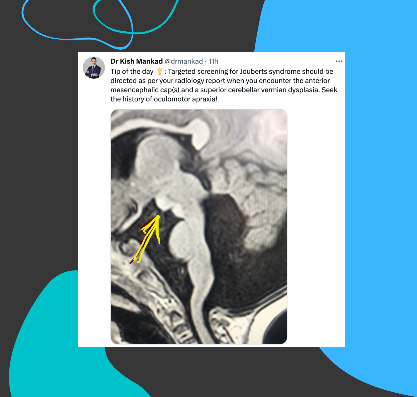 Dr Kish Mankad @drmankad · 11h
Tip of the day 💡: Targeted screening for Jouberts syndrome should be
directed as per your radiology report when you encounter the anterior
mesencephalic cap(s) and a superior cerebellar vermian dysplasia. Seek
the history of oculomotor apraxia!